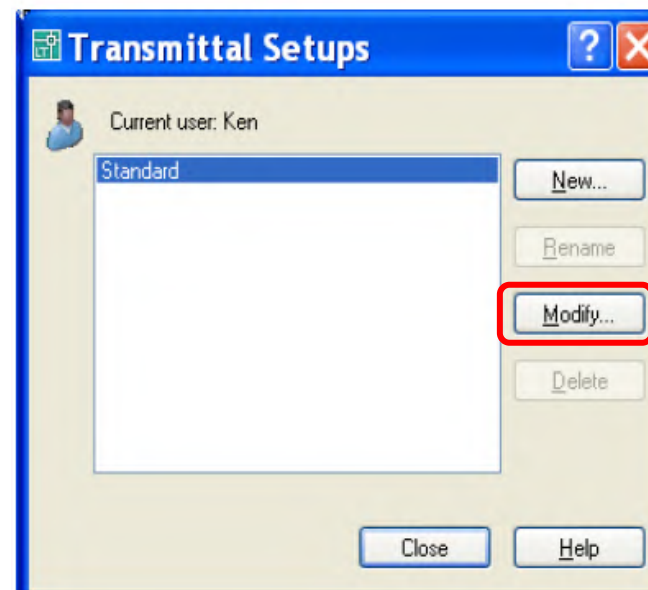 Transmittal Setups
Current user: Ken
Standard
New...
Rename
Modify...
Delete
Close
Help